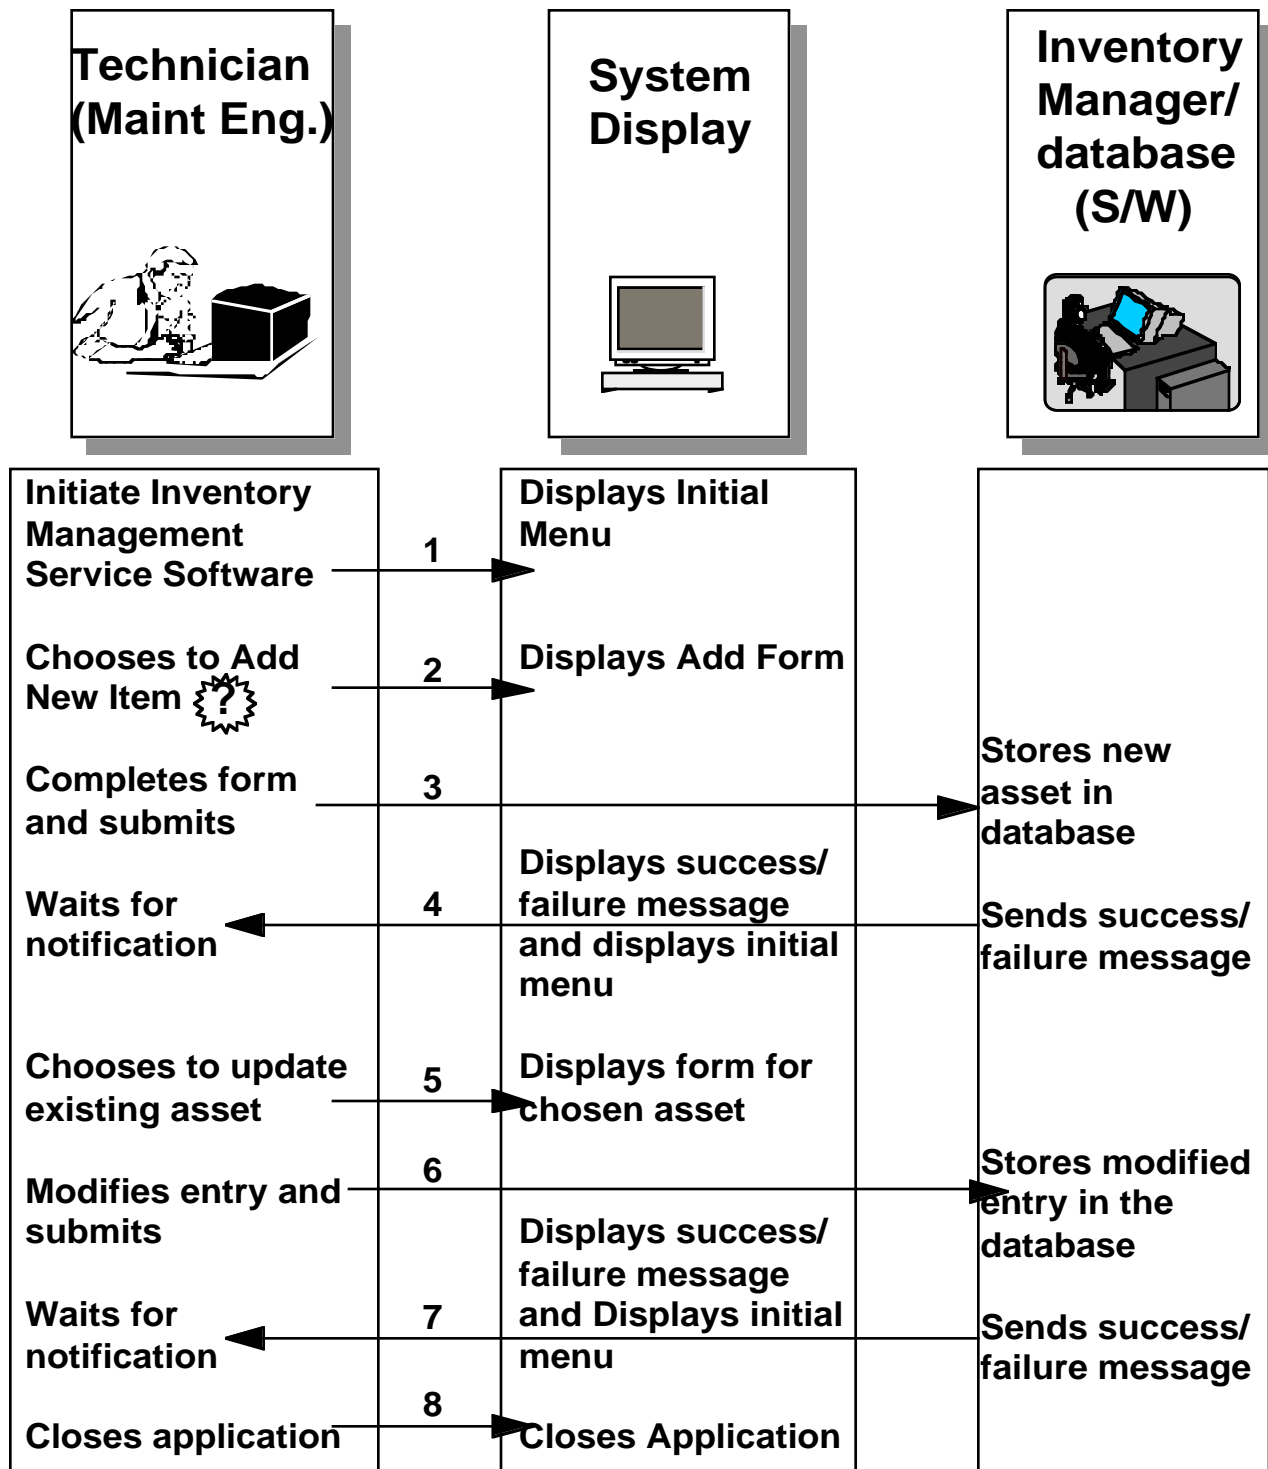 Technician
(Maint Eng.)
System
Display
Inventory
Manager/
database
(S/W)
Initiate Inventory
Management
Service Software
1
Displays Initial
Menu
Chooses to Add
New Item ?
2
Displays Add Form
Completes form
and submits
3
Stores new
asset in
database
Waits for
notification
4
Displays success/
failure message
and displays initial
menu
Sends success/
failure message
Chooses to update
existing asset
5
Displays form for
chosen asset
Modifies entry and
submits
6
Stores modified
entry in the
database
Waits for
notification
7
Displays success/
failure message
and Displays initial
menu
Sends success/
failure message
Closes application
8
Closes Application